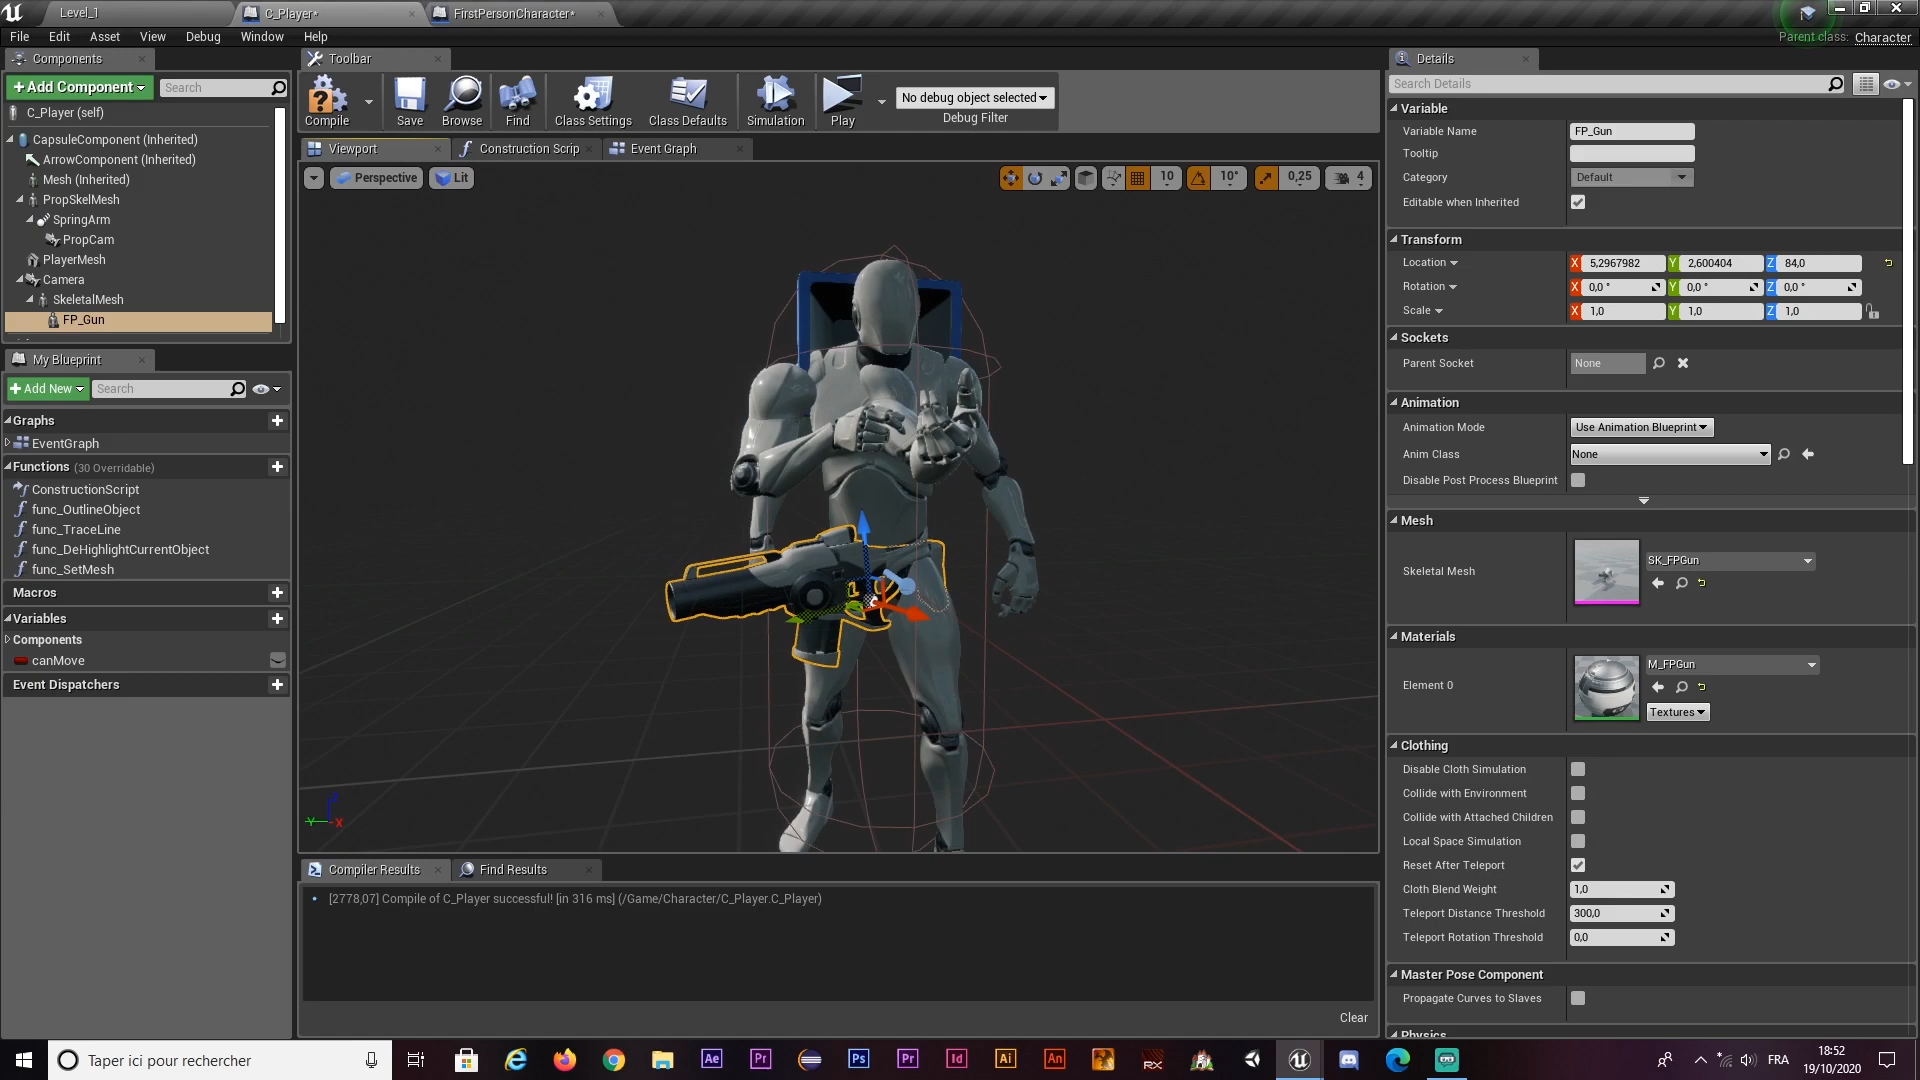 Level_1
C_Player*
FirstPersonCharacter*
File Edit Asset View Debug Window Help
Parent class: Character
Components
+Add Component
Search
C_Player (self)
CapsuleComponent (Inherited)
ArrowComponent (Inherited)
Mesh (Inherited)
PropSkelMesh
SpringArm
PropCam
PlayerMesh
Camera
SkeletalMesh
FP_Gun
My Blueprint
+Add New
Search
Graphs
EventGraph
Functions (30 Overridable)
ConstructionScript
func_OutlineObject
func_TraceLine
func_DeHighlightCurrentObject
func_SetMesh
Macros
Variables
Components
canMove
Event Dispatchers
Toolbar
Compile
Save
Browse
Find
Class Settings
Class Defaults
Simulation
Play
No debug object selected
Debug Filter
Viewport
Construction Scrip
Event Graph
Perspective
Lit
10
10°
0,25
4
Y
X
Compiler Results
Find Results
[2778,07] Compile of C_Player successful! [in 316 ms] (/Game/Character/C_Player.C_Player)
Clear
Details
Search Details
Variable
Variable Name FP_Gun
Tooltip
Category Default
Editable when Inherited
Transform
Location X 5,2967982 Y 2,600404 Z 84,0
Rotation X 0,0 ° Y 0,0 ° Z 0,0 °
Scale X 1,0 Y 1,0 Z 1,0
Sockets
Parent Socket None
Animation
Animation Mode Use Animation Blueprint
Anim Class None
Disable Post Process Blueprint
Mesh
Skeletal Mesh SK_FPGun
Materials
Element 0 M_FPGun
Textures
Clothing
Disable Cloth Simulation
Collide with Environment
Collide with Attached Children
Local Space Simulation
Reset After Teleport
Cloth Blend Weight 1,0
Teleport Distance Threshold 300,0
Teleport Rotation Threshold 0,0
Master Pose Component
Propagate Curves to Slaves
Physics
Taper ici pour rechercher
Ae
Pr
Ps
Pr
Id
Ai
An
RX
FRA
18:52
19/10/2020